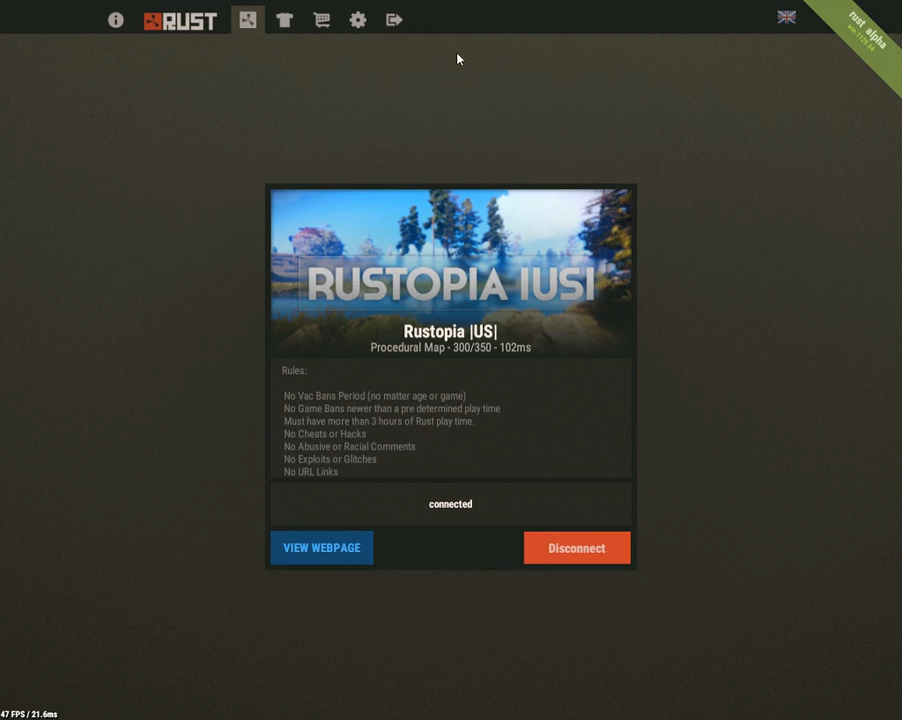 RUST
rust alpha
RUSTOPIA |US|
Rustopia |US|
Procedural Map - 300/350 - 102ms
Rules:
No Vac Bans Period (no matter age or game)
No Game Bans newer than a pre determined play time
Must have more than 3 hours of Rust play time.
No Cheats or Hacks
No Abusive or Racial Comments
No Exploits or Glitches
No URL Links
connected
VIEW WEBPAGE
Disconnect
47 FPS / 21.6ms